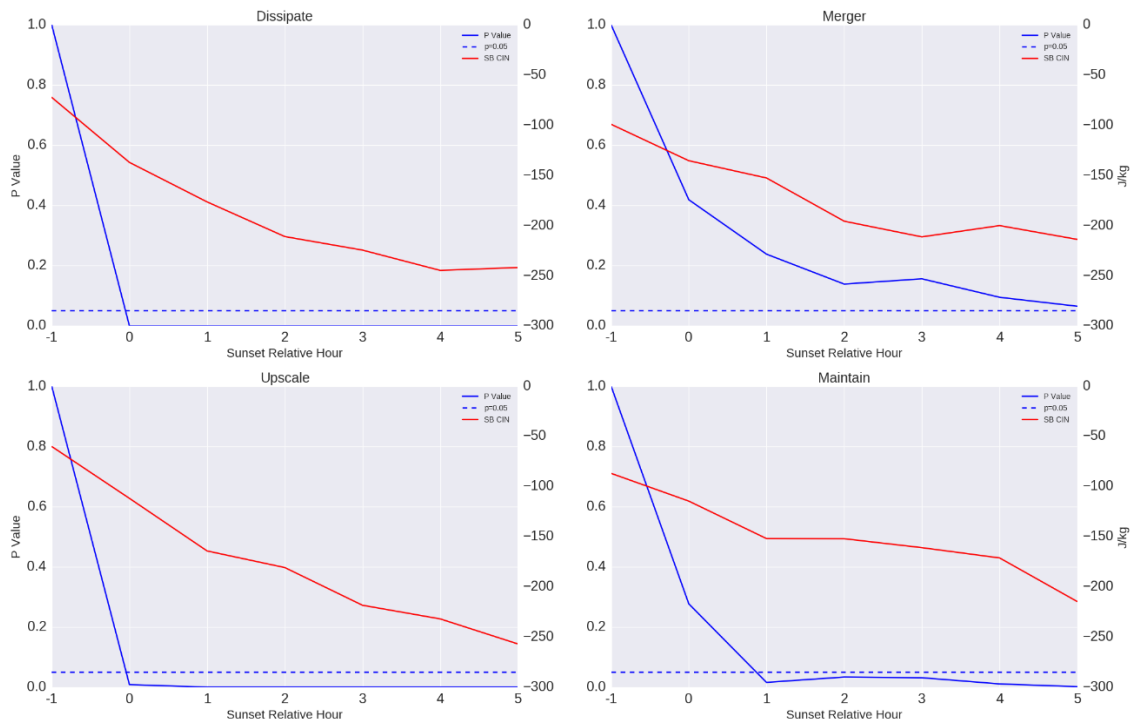 Dissipate
1.0
0.8
0.6
0.4
0.2
0.0
P Value
0
−50
−100
−150
−200
−250
−300
P Value
p=0.05
SB CIN
-1 0 1 2 3 4 5
Sunset Relative Hour
Merger
1.0
0.8
0.6
0.4
0.2
0.0
0
−50
−100
−150
−200
−250
−300
J/kg
P Value
p=0.05
SB CIN
-1 0 1 2 3 4 5
Sunset Relative Hour
Upscale
1.0
0.8
0.6
0.4
0.2
0.0
P Value
0
−50
−100
−150
−200
−250
−300
P Value
p=0.05
SB CIN
-1 0 1 2 3 4 5
Sunset Relative Hour
Maintain
1.0
0.8
0.6
0.4
0.2
0.0
0
−50
−100
−150
−200
−250
−300
J/kg
P Value
p=0.05
SB CIN
-1 0 1 2 3 4 5
Sunset Relative Hour